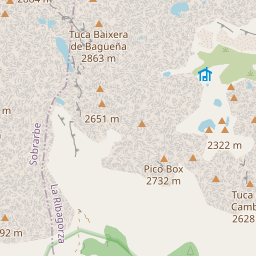 Tuca Baixera
de Bagüeña
2863 m
2651 m
2322 m
Sobrarbe
La Ribagorza
Pico Box
2732 m
Tuca
Camb
2628
92 m